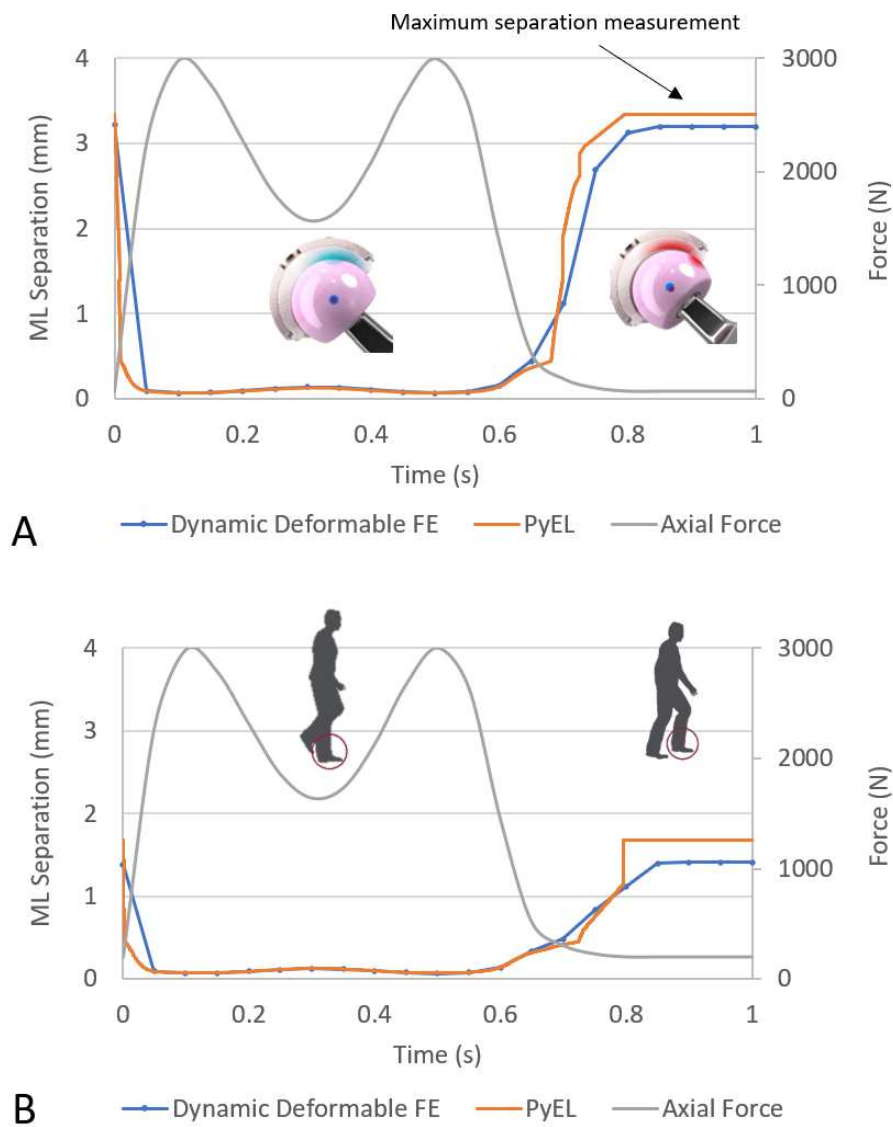 Maximum separation measurement
4
3
2
1
0
ML Separation (mm)
3000
2000
1000
0
Force (N)
0
0.2
0.4
0.6
0.8
1
Time (s)
A
Dynamic Deformable FE
PyEL
Axial Force
4
3
2
1
0
ML Separation (mm)
3000
2000
1000
0
Force (N)
0
0.2
0.4
0.6
0.8
1
Time (s)
B
Dynamic Deformable FE
PyEL
Axial Force